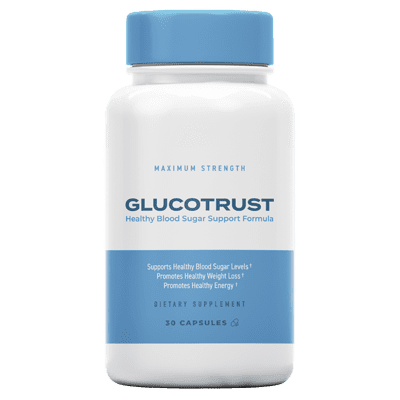 MAXIMUM STRENGTH
GLUCOTRUST
Healthy Blood Sugar Support Formula
Supports Healthy Blood Sugar Levels†
Promotes Healthy Weight Loss†
Promotes Healthy Energy †
DIETARY SUPPLEMENT
30 CAPSULES